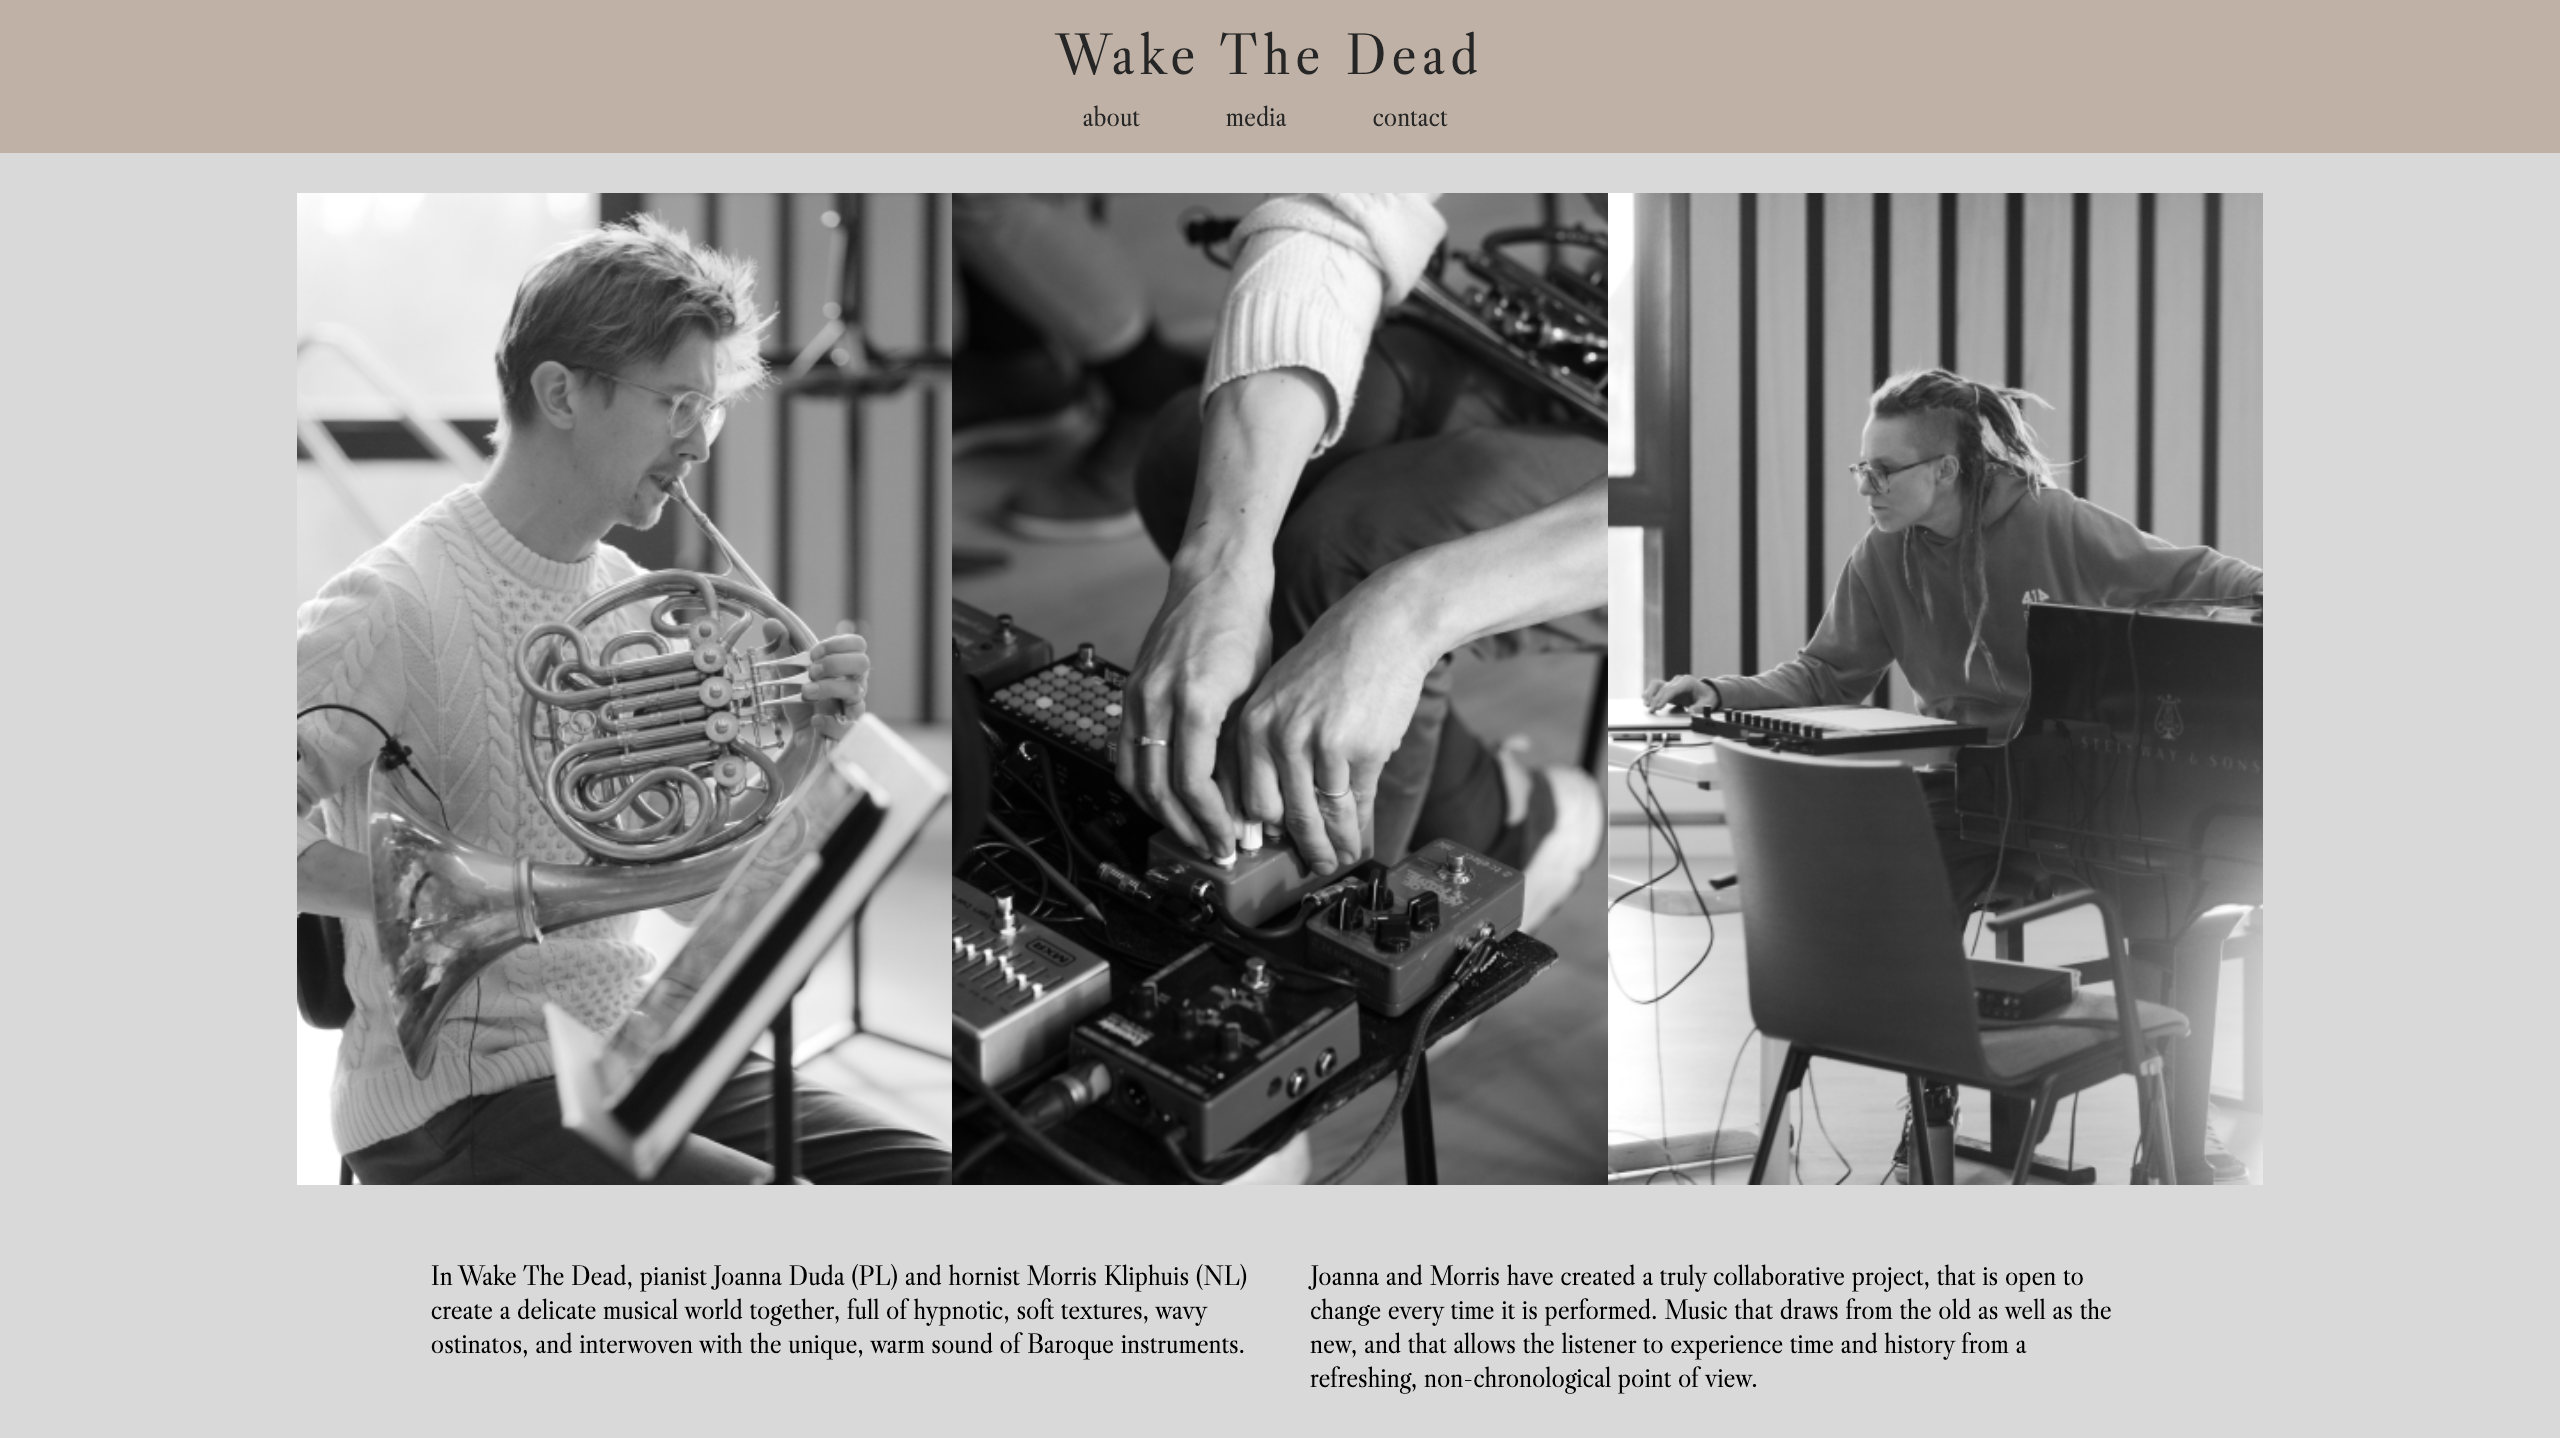 Wake The Dead
about media contact
MXR
STEINWAY & SONS
In Wake The Dead, pianist Joanna Duda (PL) and hornist Morris Kliphuis (NL)
create a delicate musical world together, full of hypnotic, soft textures, wavy
ostinatos, and interwoven with the unique, warm sound of Baroque instruments.
Joanna and Morris have created a truly collaborative project, that is open to
change every time it is performed. Music that draws from the old as well as the
new, and that allows the listener to experience time and history from a
refreshing, non-chronological point of view.